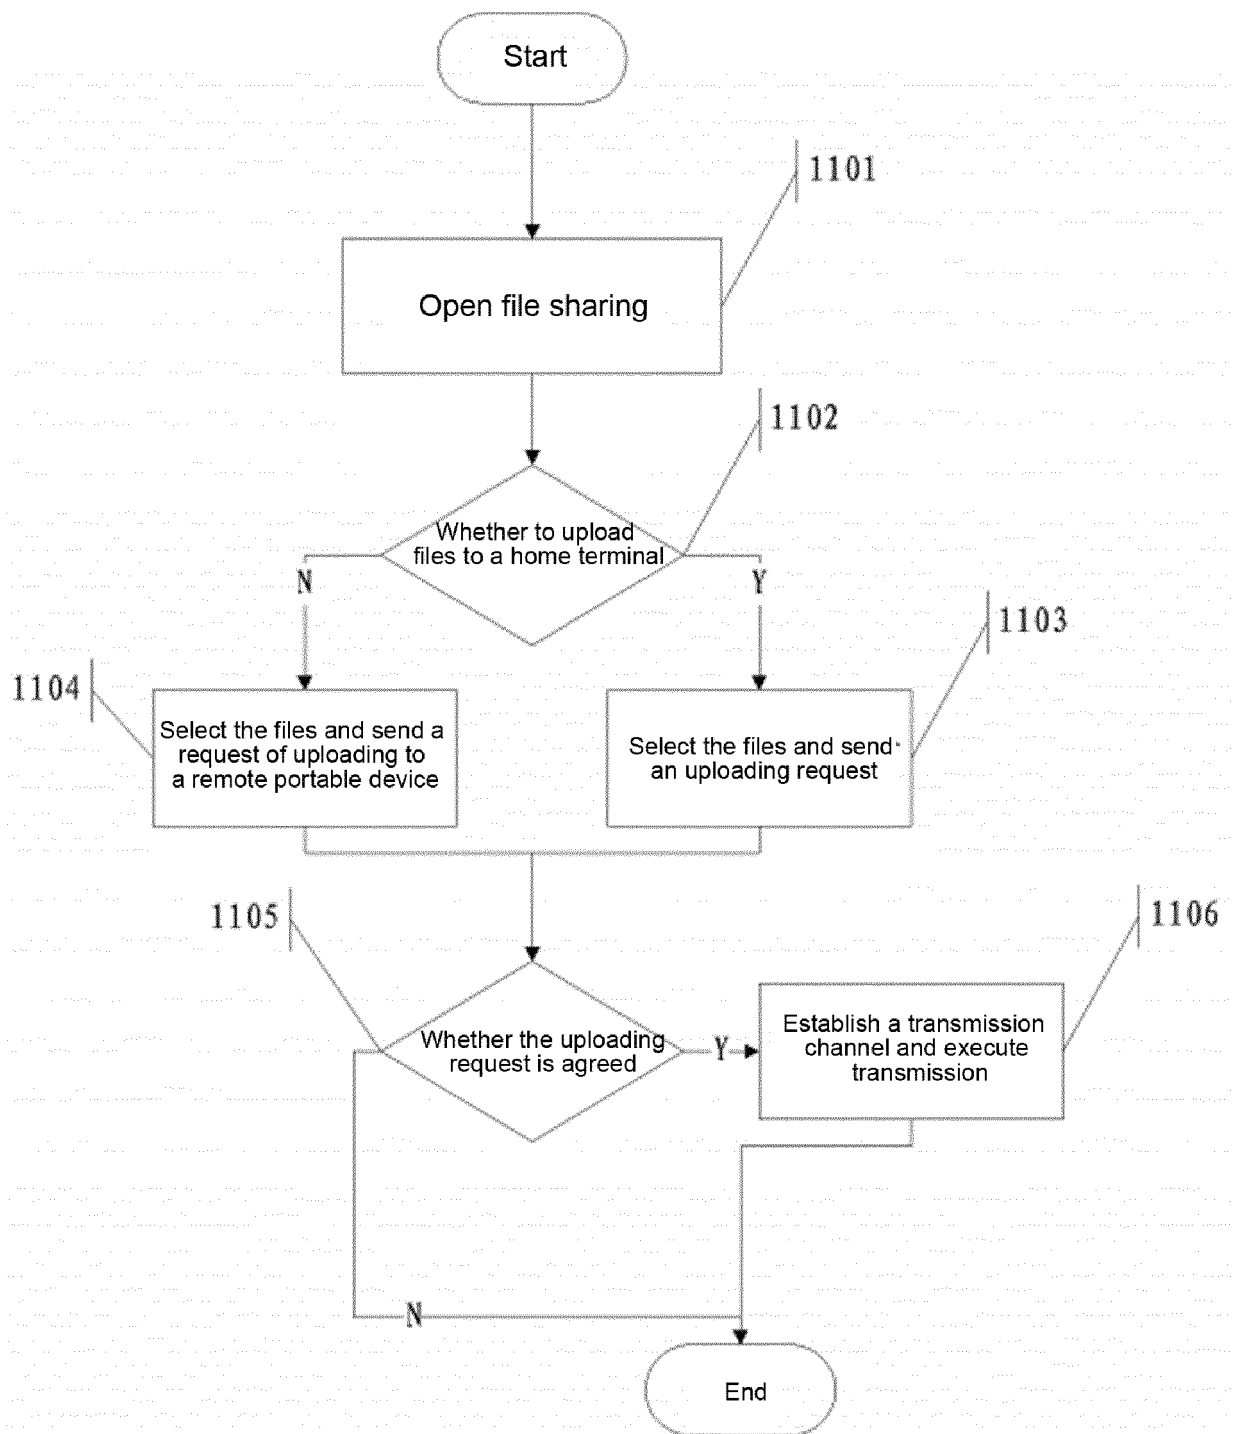 Start
1101
Open file sharing
1102
Whether to upload
files to a home terminal
N
Y
1103
1104
Select the files and send a
request of uploading to
a remote portable device
Select the files and send
an uploading request
1105
1106
Whether the uploading
request is agreed
Y
Establish a transmission
channel and execute
transmission
N
End